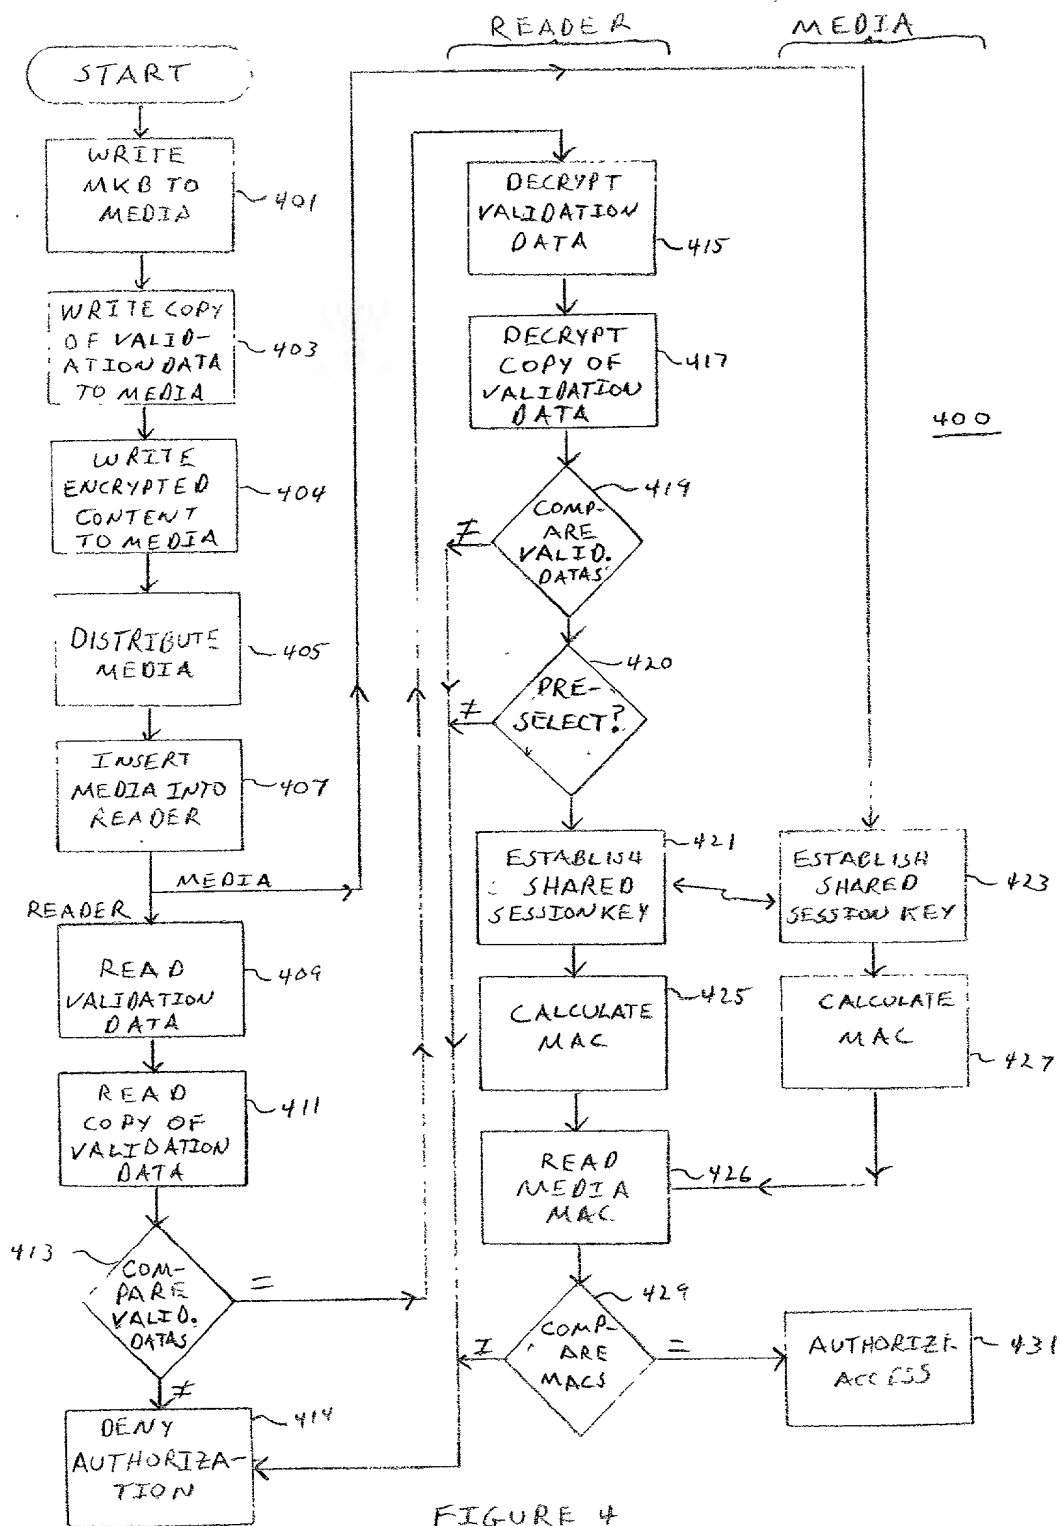 READER
MEDIA
START
WRITE
MKB TO
MEDIA
401
WRITE COPY
OF VALID-
ATION DATA
TO MEDIA
403
WRITE
ENCRYPTED
CONTENT
TO MEDIA
404
DISTRIBUTE
MEDIA
405
INSERT
MEDIA INTO
READER
407
MEDIA
READER
READ
VALIDATION
DATA
409
READ
COPY OF
VALIDATION
DATA
411
413
COM-
PARE
VALID.
DATAS
=
≠
DENY
AUTHORIZA-
TION
414
DECRYPT
VALIDATION
DATA
415
DECRYPT
COPY OF
VALIDATION
DATA
417
400
419
COMP-
ARE
VALID.
DATAS
≠
420
PRE-
SELECT?
≠
ESTABLISH
SHARED
SESSION KEY
421
ESTABLISH
SHARED
SESSION KEY
423
CALCULATE
MAC
425
CALCULATE
MAC
427
READ
MEDIA
MAC
426
429
COMP-
ARE
MACS
≠
=
AUTHORIZE
ACCESS
431
FIGURE 4